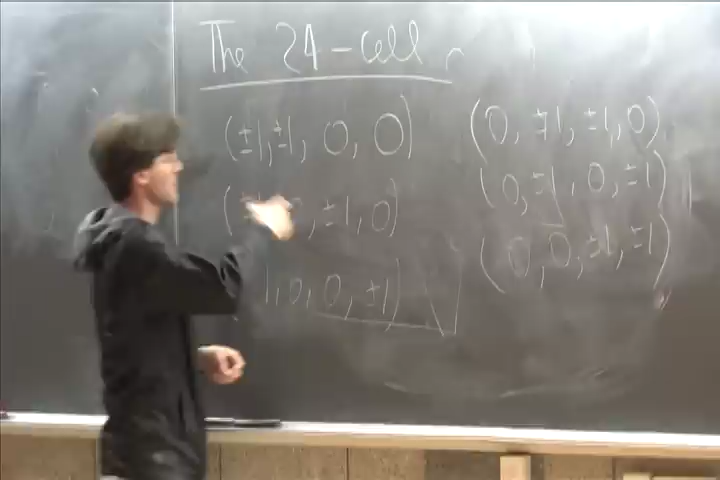 The 24-cell
(±1,±1, 0, 0)
±1, 0)
1, 0, 0, ±1)
(0, ±1, ±1, 0)
(0, ±1, 0, ±1)
(0, 0, ±1, ±1)